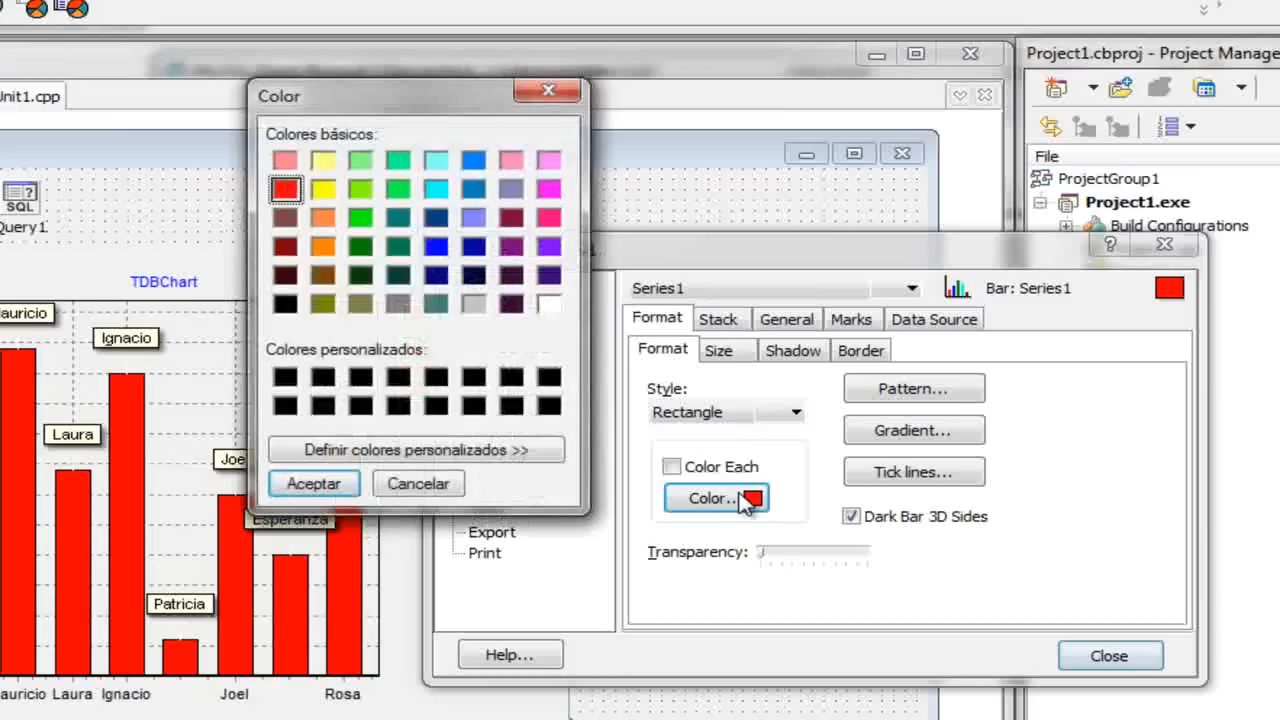 Project1.cbproj - Project Manage
Unit1.cpp
Color
Colores básicos:
File
ProjectGroup1
Project1.exe
Build Configurations
SQL
uery1
TDBChart
Series1
Bar: Series1
auricio
Ignacio
Format Stack General Marks Data Source
Format Size Shadow Border
Colores personalizados:
Style:
Pattern...
Rectangle
Gradient...
Laura
Definir colores personalizados >>
Joe
Color Each
Tick lines...
Aceptar Cancelar
Color...
Esperanza
Dark Bar 3D Sides
Export
Print
Transparency:
Patricia
Help...
Close
auricio Laura Ignacio Joel Rosa